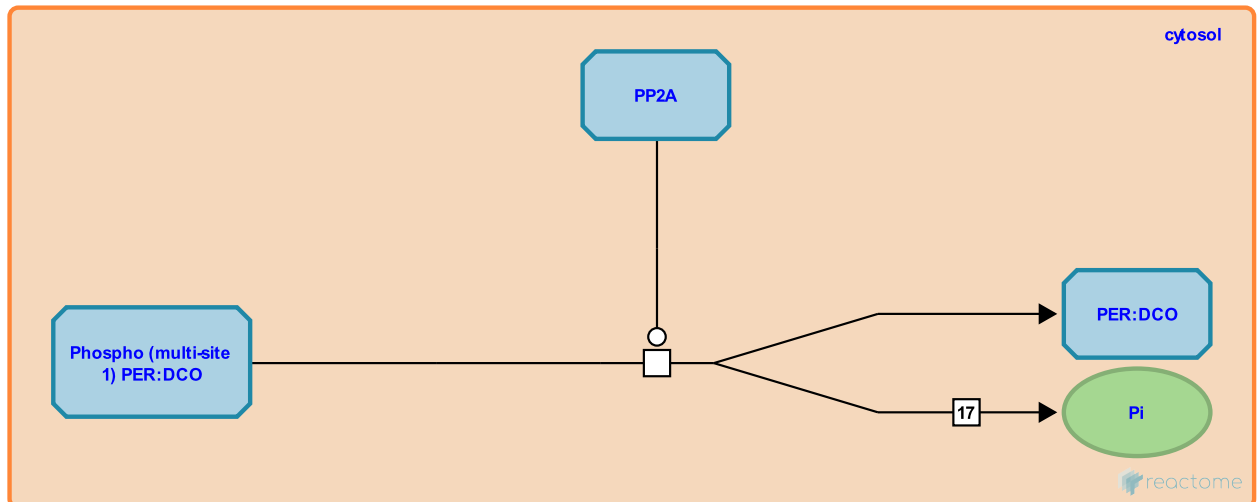 cytosol
PP2A
PER:DCO
Phospho (multi-site
1) PER:DCO
17
Pi
reactome